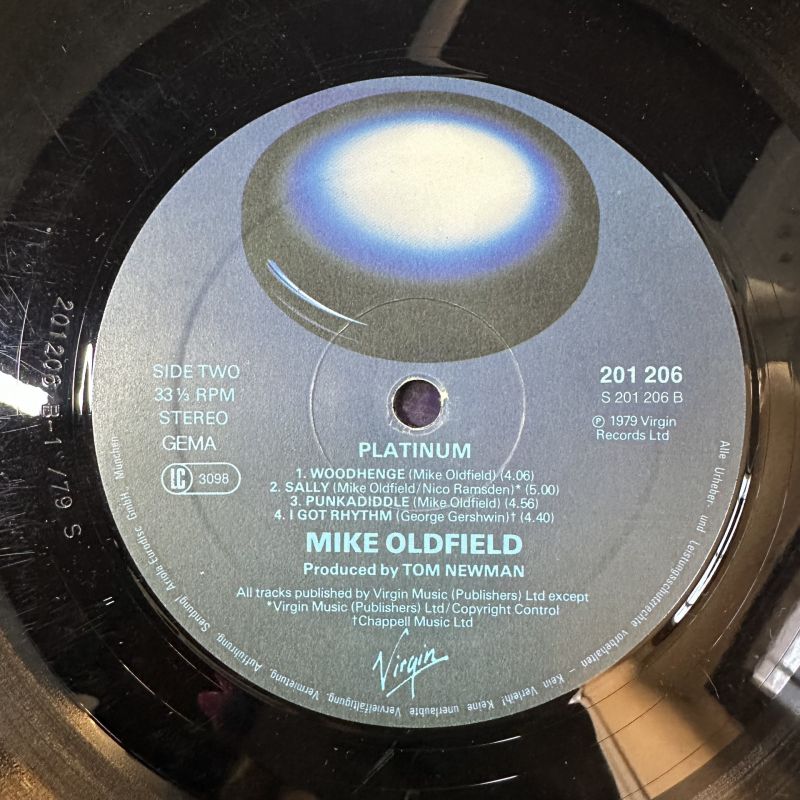 SIDE TWO
33⅓ RPM
STEREO
GEMA
LC 3098
201 206
S 201 206 B
℗ 1979 Virgin
Records Ltd
PLATINUM
1. WOODHENGE (Mike Oldfield) (4.06)
2. SALLY (Mike Oldfield/Nico Ramsden)* (5.00)
3. PUNKADIDDLE (Mike Oldfield) (4.56)
4. I GOT RHYTHM (George Gershwin)† (4.40)
MIKE OLDFIELD
Produced by TOM NEWMAN
All tracks published by Virgin Music (Publishers) Ltd except
*Virgin Music (Publishers) Ltd/Copyright Control
†Chappell Music Ltd
Virgin
Alle Urheber und Leistungsschutzrechte vorbehalten – Kein Verleih! Keine unerlaubte Vervielfältigung, Vermietung, Aufführung, Sendung! Ariola Eurodisc GmbH, München
201206 B-1 /79 S